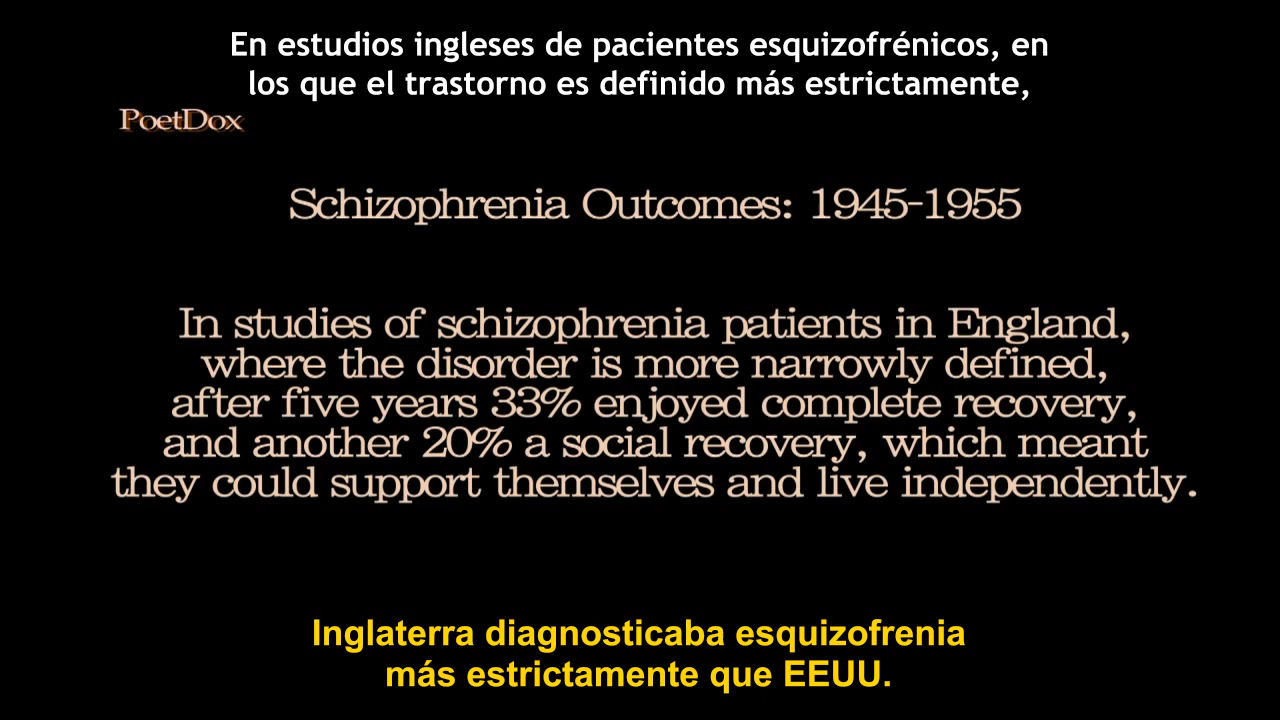 En estudios ingleses de pacientes esquizofrénicos, en
los que el trastorno es definido más estrictamente,
PoetDox
Schizophrenia Outcomes: 1945-1955
In studies of schizophrenia patients in England,
where the disorder is more narrowly defined,
after five years 33% enjoyed complete recovery,
and another 20% a social recovery, which meant
they could support themselves and live independently.
Inglaterra diagnosticaba esquizofrenia
más estrictamente que EEUU.